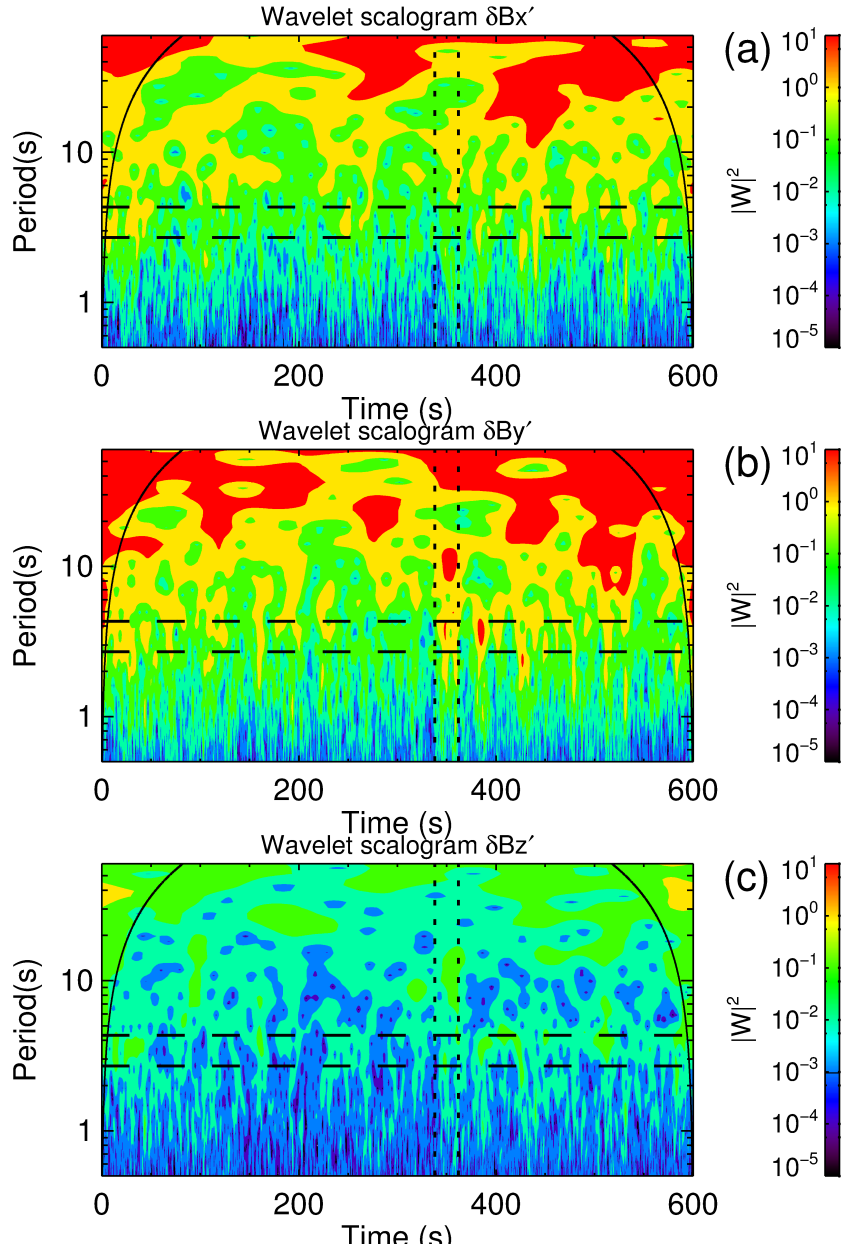 Wavelet scalogram δBx′
(a)
Period(s)
10
1
0 200 400 600
Time (s)
|W|²
10¹
10⁰
10⁻¹
10⁻²
10⁻³
10⁻⁴
10⁻⁵
Wavelet scalogram δBy′
(b)
Period(s)
10
1
0 200 400 600
Time (s)
|W|²
10¹
10⁰
10⁻¹
10⁻²
10⁻³
10⁻⁴
10⁻⁵
Wavelet scalogram δBz′
(c)
Period(s)
10
1
0 200 400 600
Time (s)
|W|²
10¹
10⁰
10⁻¹
10⁻²
10⁻³
10⁻⁴
10⁻⁵